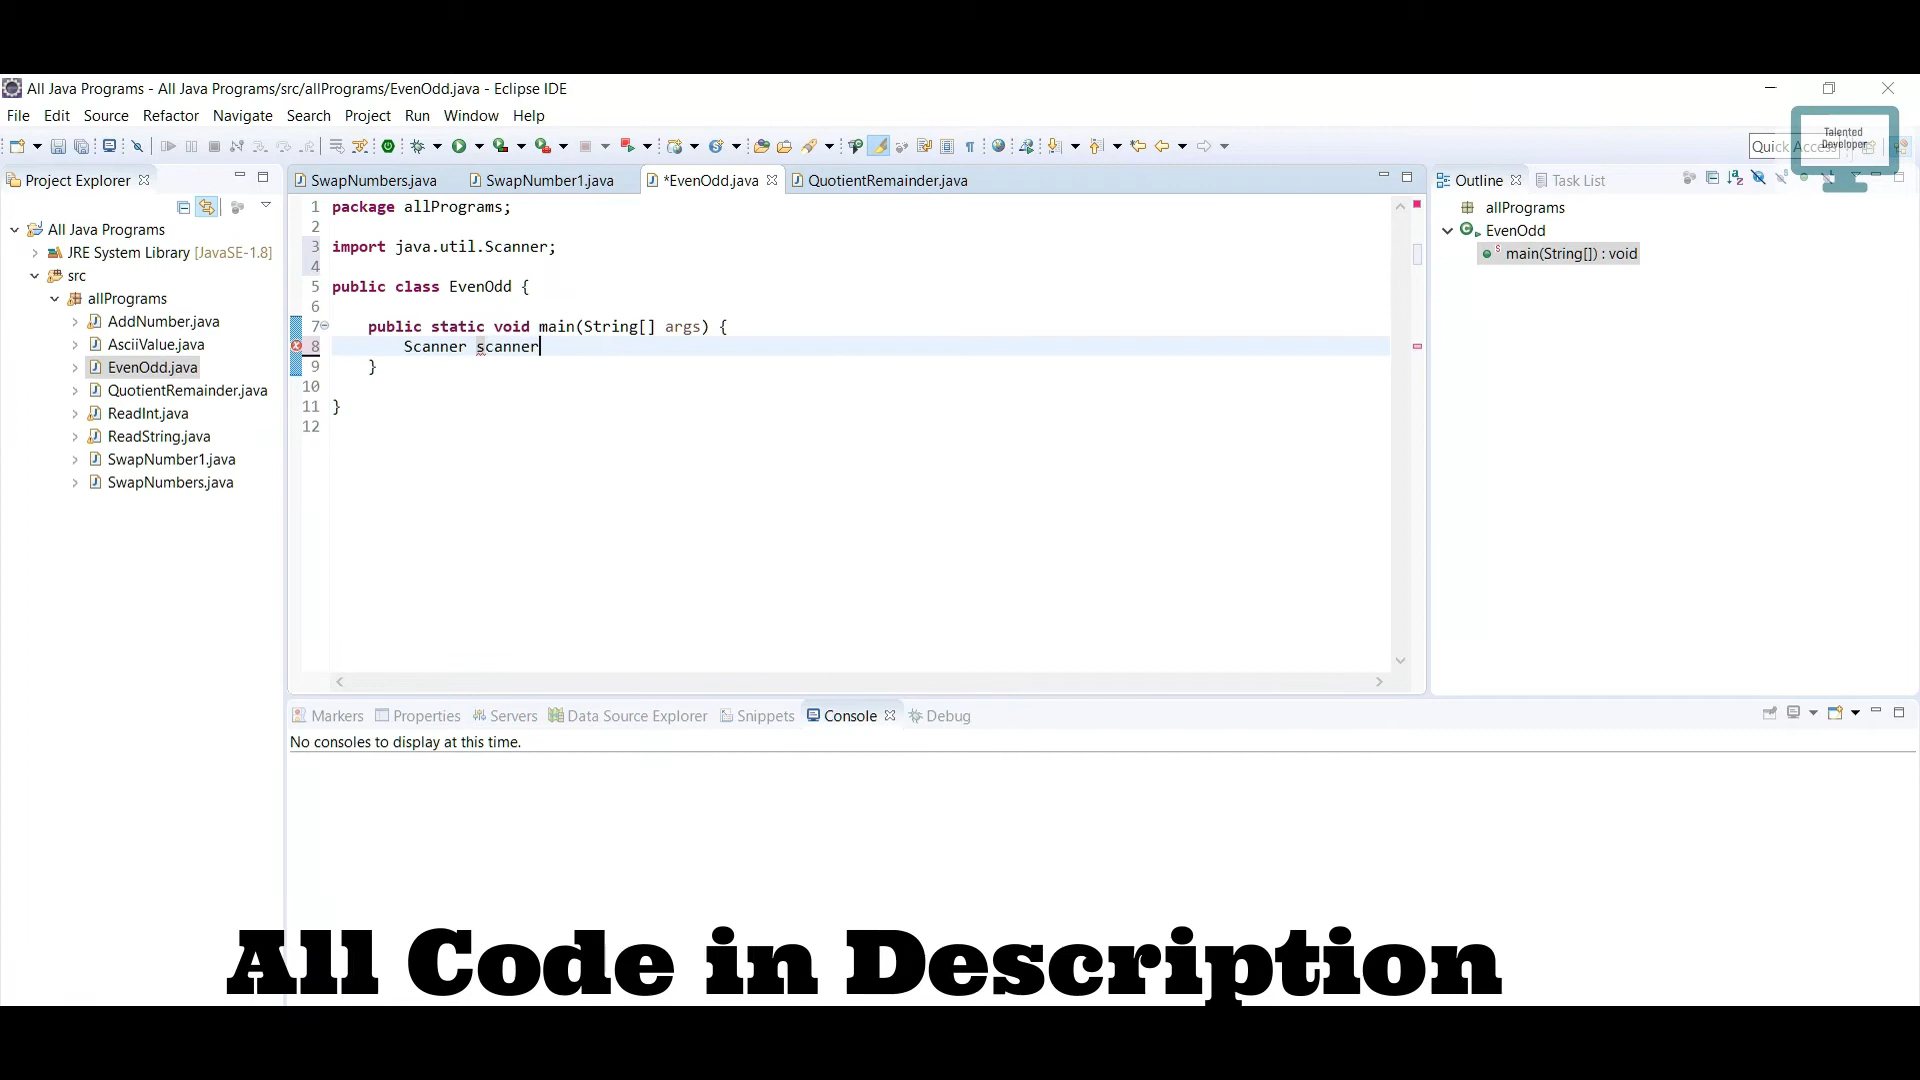 All Java Programs - All Java Programs/src/allPrograms/EvenOdd.java - Eclipse IDE
File Edit Source Refactor Navigate Search Project Run Window Help
Talented
Developer
Quick Access
Project Explorer
SwapNumbers.java SwapNumber1.java *EvenOdd.java QuotientRemainder.java
Outline Task List
All Java Programs
JRE System Library [JavaSE-1.8]
src
allPrograms
AddNumber.java
AsciiValue.java
EvenOdd.java
QuotientRemainder.java
ReadInt.java
ReadString.java
SwapNumber1.java
SwapNumbers.java
1 package allPrograms;
2
3 import java.util.Scanner;
4
5 public class EvenOdd {
6
7 public static void main(String[] args) {
8 Scanner scanner
9 }
10
11 }
12
allPrograms
EvenOdd
main(String[]) : void
Markers Properties Servers Data Source Explorer Snippets Console Debug
No consoles to display at this time.
All Code in Description